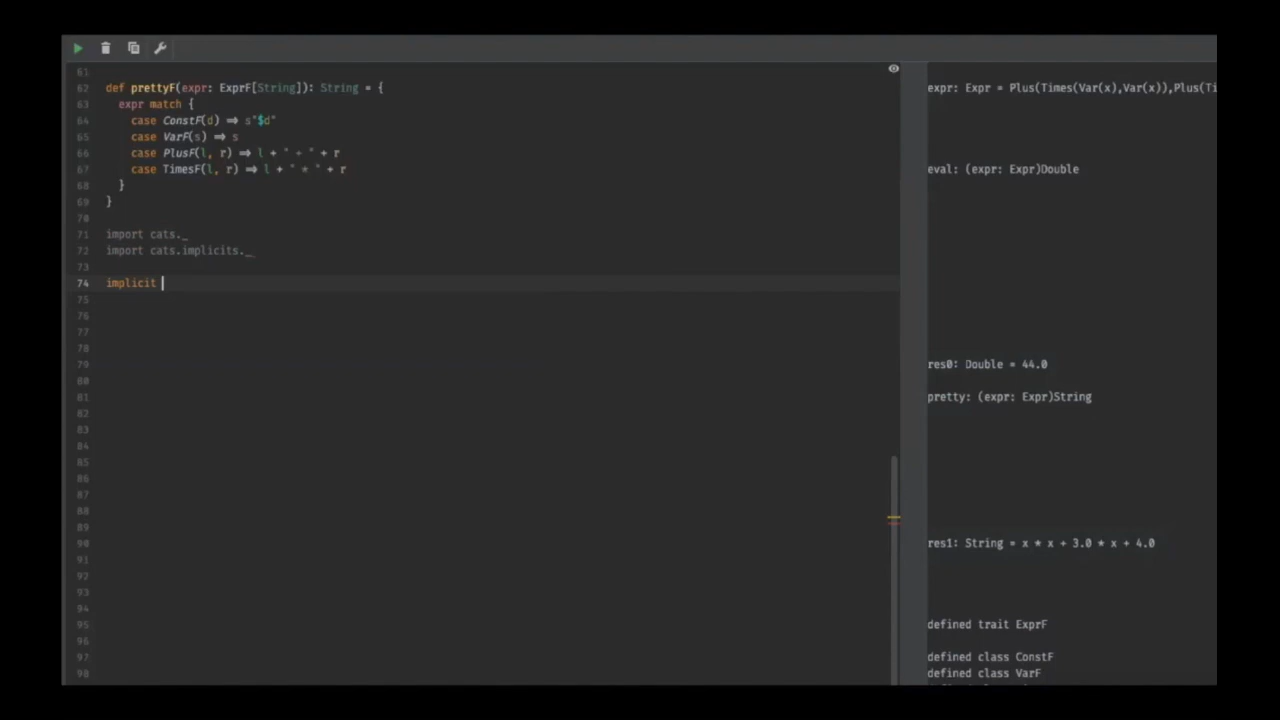 61
62 def prettyF(expr: ExprF[String]): String = {
63 expr match {
64 case ConstF(d) ⇒ s"$d"
65 case VarF(s) ⇒ s
66 case PlusF(l, r) ⇒ l + " + " + r
67 case TimesF(l, r) ⇒ l + " * " + r
68 }
69 }
70
71 import cats._
72 import cats.implicits._
73
74 implicit
75
76
77
78
79
80
81
82
83
84
85
86
87
88
89
90
91
92
93
94
95
96
97
98
expr: Expr = Plus(Times(Var(x),Var(x)),Plus(Ti
eval: (expr: Expr)Double
res0: Double = 44.0
pretty: (expr: Expr)String
res1: String = x * x + 3.0 * x + 4.0
defined trait ExprF
defined class ConstF
defined class VarF